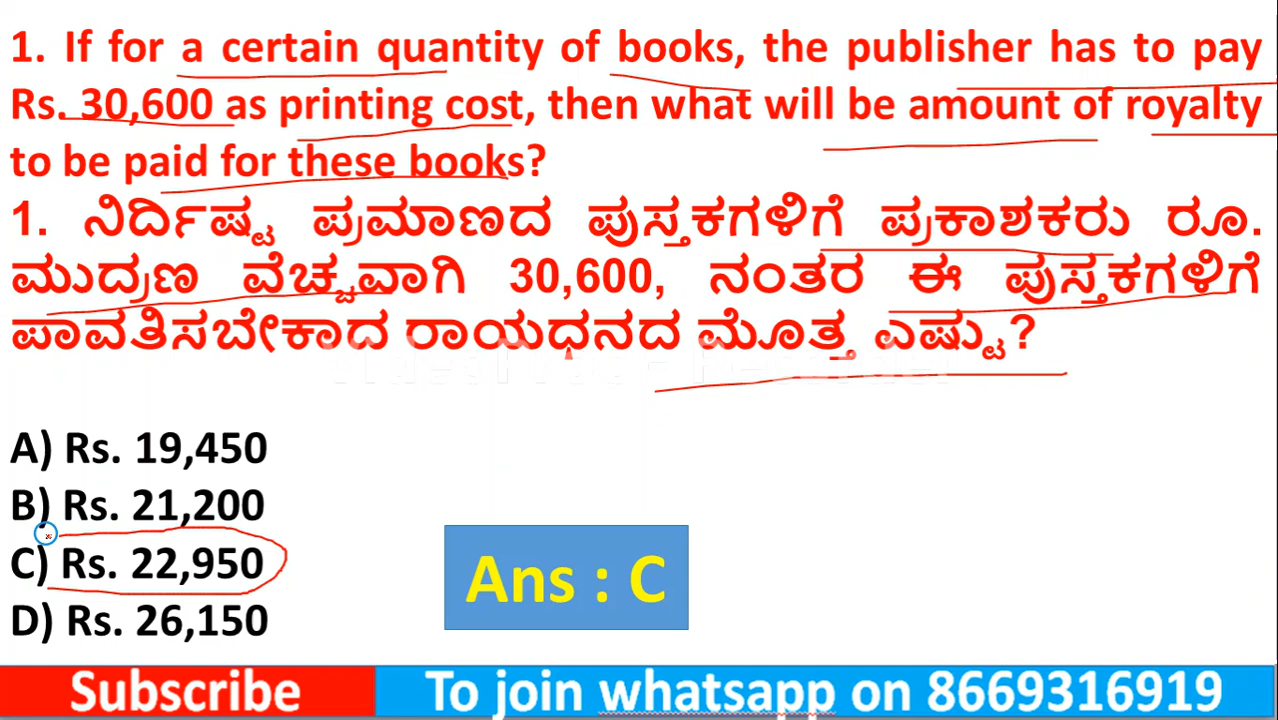 1. If for a certain quantity of books, the publisher has to pay
Rs. 30,600 as printing cost, then what will be amount of royalty
to be paid for these books?
1. ನಿರ್ದಿಷ್ಟ ಪ್ರಮಾಣದ ಪುಸ್ತಕಗಳಿಗೆ ಪ್ರಕಾಶಕರು ರೂ.
ಮುದ್ರಣ ವೆಚ್ಚವಾಗಿ 30,600, ನಂತರ ಈ ಪುಸ್ತಕಗಳಿಗೆ
ಪಾವತಿಸಬೇಕಾದ ರಾಯಧನದ ಮೊತ್ತ ಎಷ್ಟು?
A) Rs. 19,450
B) Rs. 21,200
C) Rs. 22,950
Ans : C
D) Rs. 26,150
Subscribe
To join whatsapp on 8669316919